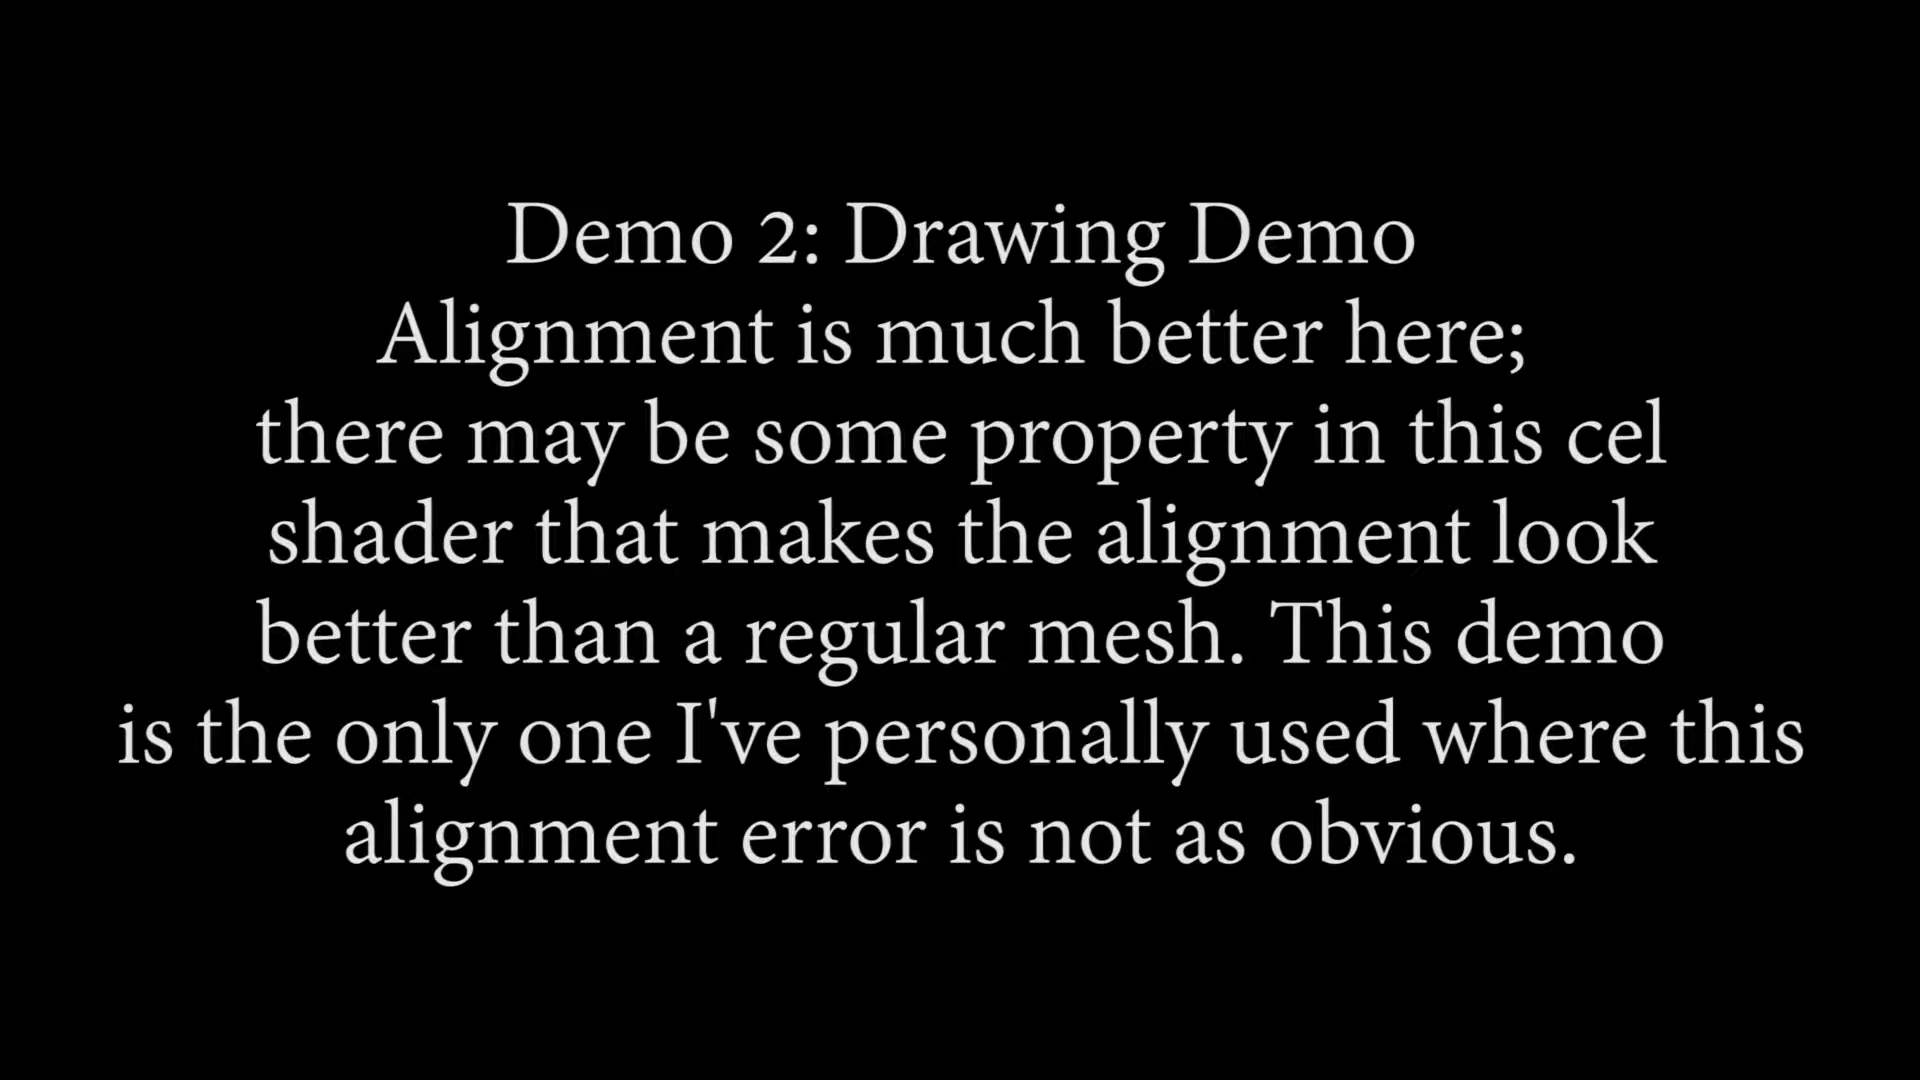 Demo 2: Drawing Demo
Alignment is much better here;
there may be some property in this cel
shader that makes the alignment look
better than a regular mesh. This demo
is the only one I've personally used where this
alignment error is not as obvious.